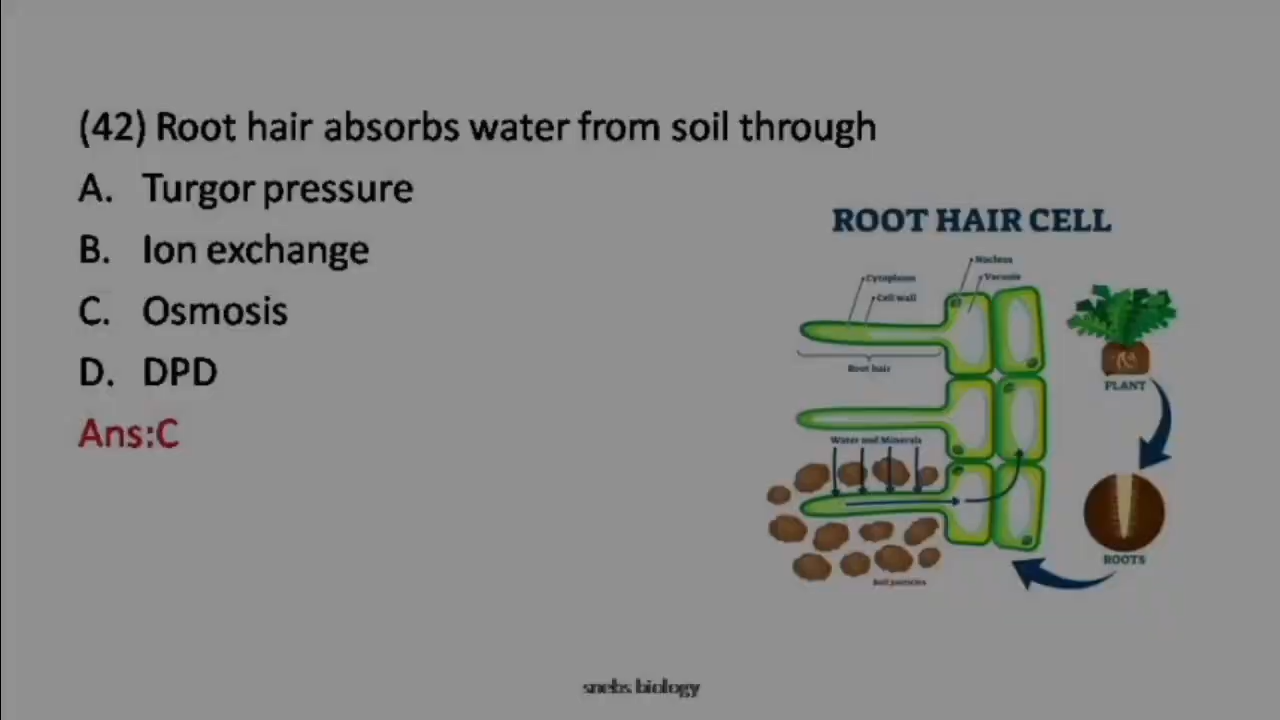 (42) Root hair absorbs water from soil through
A. Turgor pressure
B. Ion exchange
C. Osmosis
D. DPD
Ans:C
ROOT HAIR CELL
Nucleus
Vacuole
Cytoplasm
Cell wall
Root hair
PLANT
Water and Minerals
ROOTS
Soil particles
snebs biology